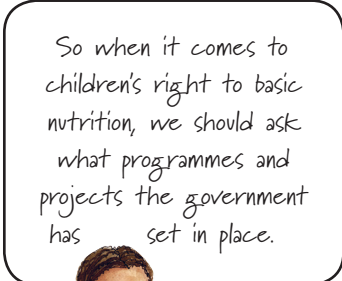 So when it comes to
children's right to basic
nutrition, we should ask
what programmes and
projects the government
has set in place.